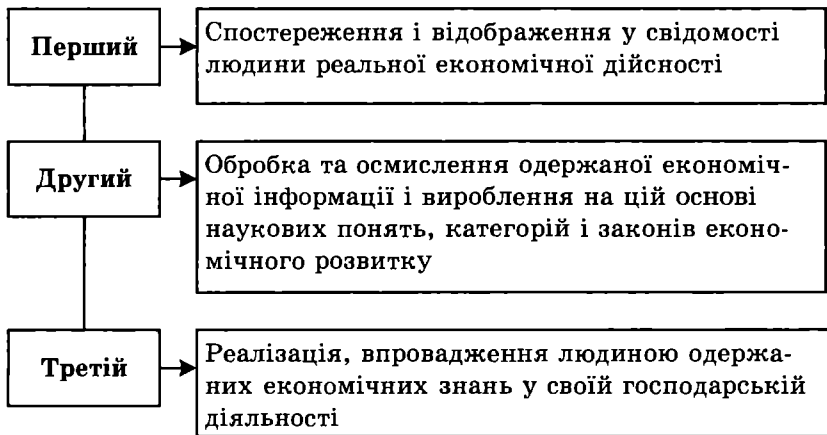 Перший
Спостереження і відображення у свідомості
людини реальної економічної дійсності
Другий
Обробка та осмислення одержаної економіч-
ної інформації і вироблення на цій основі
наукових понять, категорій і законів еконо-
мічного розвитку
Третій
Реалізація, впровадження людиною одержа-
них економічних знань у своїй господарській
діяльності